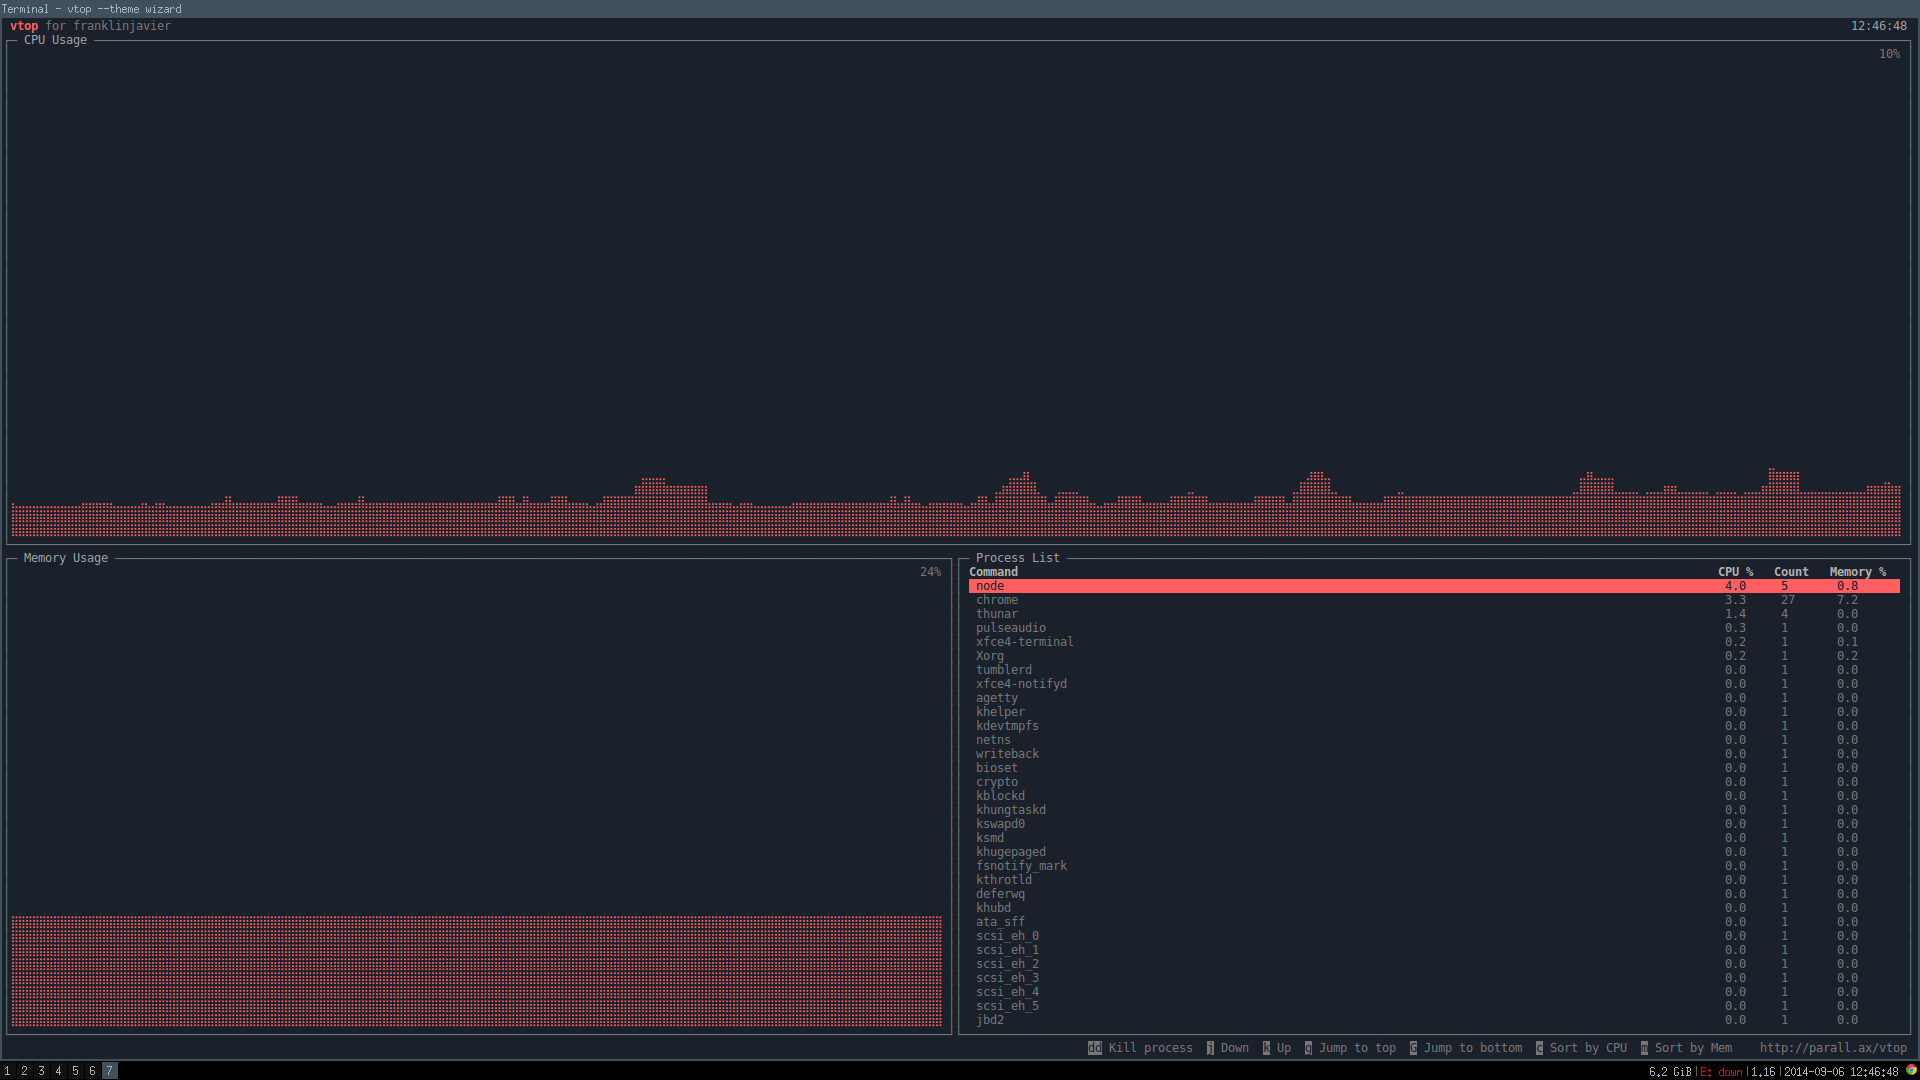 Terminal - vtop --theme wizard
vtop for franklinjavier 12:46:48
CPU Usage
10%
Memory Usage
24%
Process List
Command CPU % Count Memory %
node 4.0 5 0.8
chrome 3.3 27 7.2
thunar 1.4 4 0.0
pulseaudio 0.3 1 0.0
xfce4-terminal 0.2 1 0.1
Xorg 0.2 1 0.2
tumblerd 0.0 1 0.0
xfce4-notifyd 0.0 1 0.0
agetty 0.0 1 0.0
khelper 0.0 1 0.0
kdevtmpfs 0.0 1 0.0
netns 0.0 1 0.0
writeback 0.0 1 0.0
bioset 0.0 1 0.0
crypto 0.0 1 0.0
kblockd 0.0 1 0.0
khungtaskd 0.0 1 0.0
kswapd0 0.0 1 0.0
ksmd 0.0 1 0.0
khugepaged 0.0 1 0.0
fsnotify_mark 0.0 1 0.0
kthrotld 0.0 1 0.0
deferwq 0.0 1 0.0
khubd 0.0 1 0.0
ata_sff 0.0 1 0.0
scsi_eh_0 0.0 1 0.0
scsi_eh_1 0.0 1 0.0
scsi_eh_2 0.0 1 0.0
scsi_eh_3 0.0 1 0.0
scsi_eh_4 0.0 1 0.0
scsi_eh_5 0.0 1 0.0
jbd2 0.0 1 0.0
dd Kill process j Down k Up g Jump to top G Jump to bottom c Sort by CPU m Sort by Mem http://parall.ax/vtop
1 2 3 4 5 6 7 6.2 GiB|E: down|1.16|2014-09-06 12:46:48